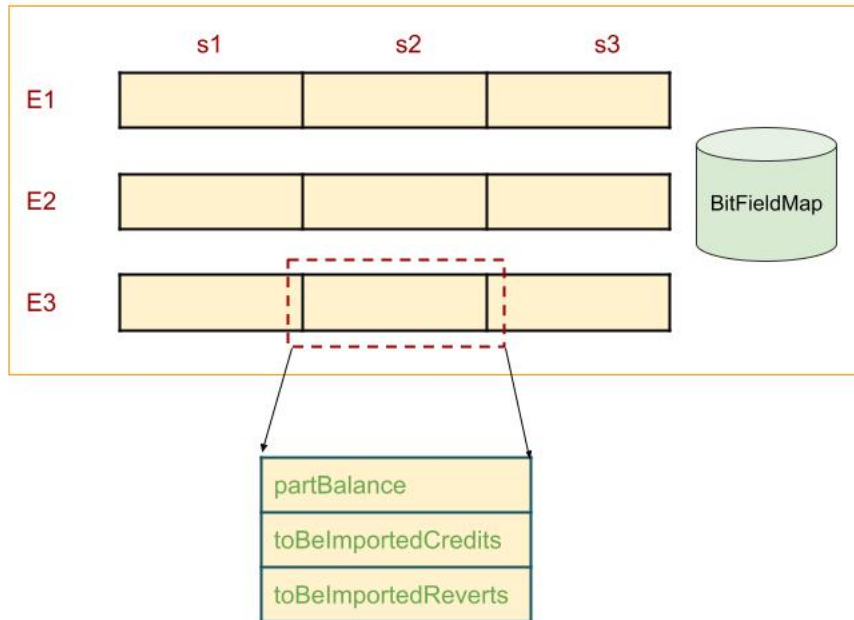 s1 s2 s3
E1
E2
BitFieldMap
E3
partBalance
toBeImportedCredits
toBeImportedReverts